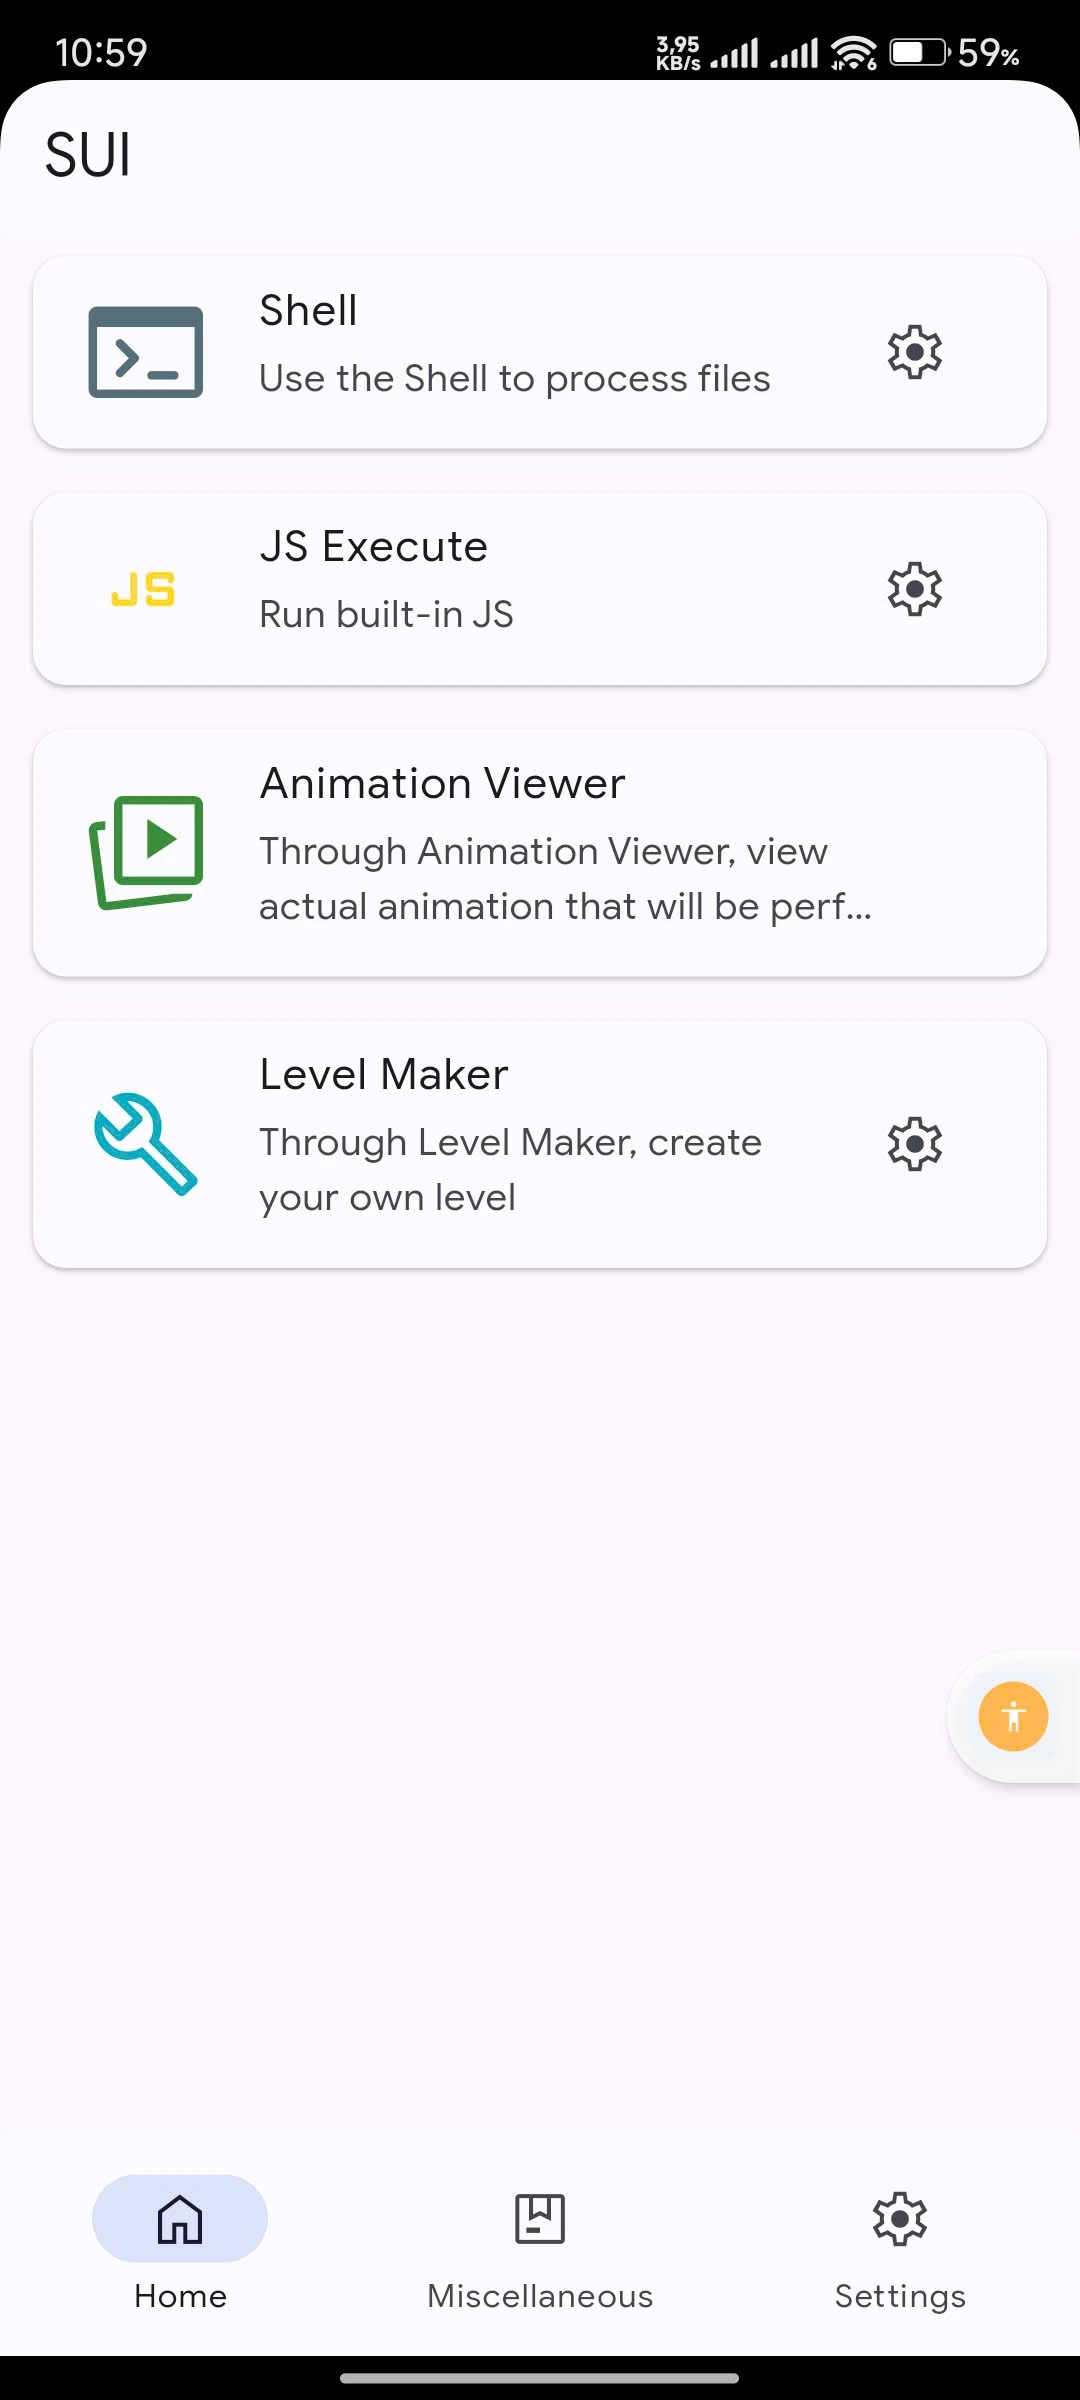 10:59
3,95
KB/s
6
59%
SUI
Shell
Use the Shell to process files
JS
JS Execute
Run built-in JS
Animation Viewer
Through Animation Viewer, view
actual animation that will be perf...
Level Maker
Through Level Maker, create
your own level
Home
Miscellaneous
Settings